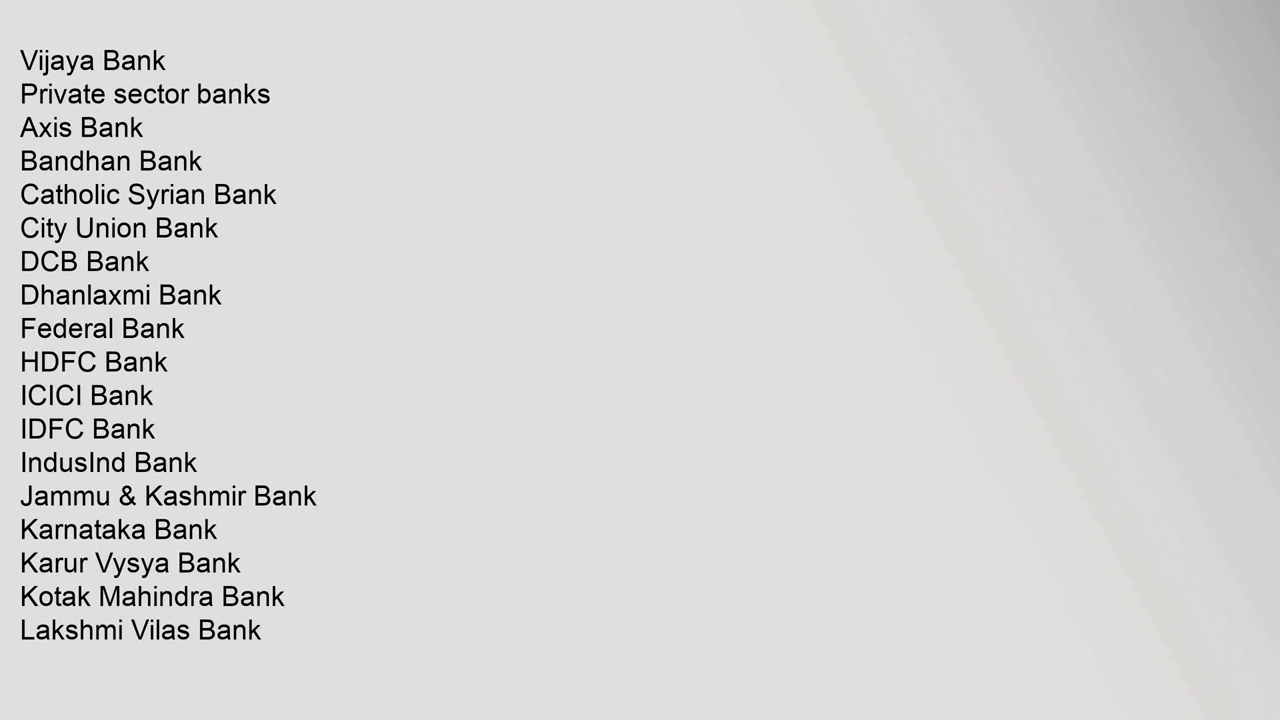 Vijaya Bank
Private sector banks
Axis Bank
Bandhan Bank
Catholic Syrian Bank
City Union Bank
DCB Bank
Dhanlaxmi Bank
Federal Bank
HDFC Bank
ICICI Bank
IDFC Bank
IndusInd Bank
Jammu & Kashmir Bank
Karnataka Bank
Karur Vysya Bank
Kotak Mahindra Bank
Lakshmi Vilas Bank